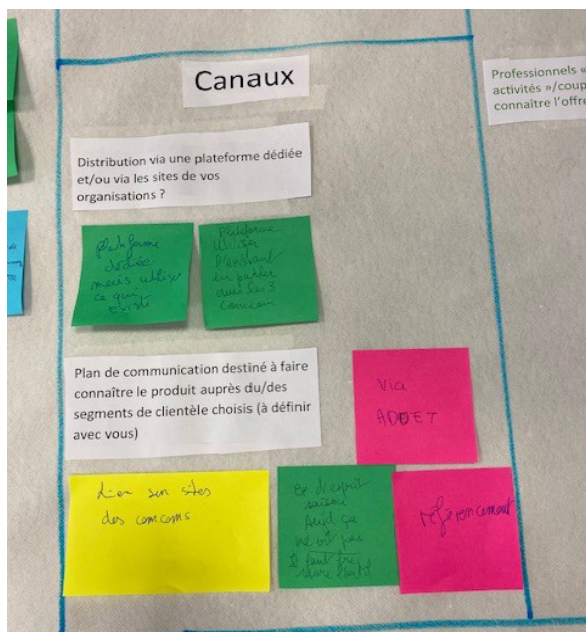 Canaux
Professionnels «
activités »/coup
connaître l'offre
Distribution via une plateforme dédiée
et/ou via les sites de vos
organisations ?
plateforme
dédiée
mais utiliser
ce qui
existe
Plateforme
utiliser
l'existant
en parler
avec les 3
comcom
Plan de communication destiné à faire
connaître le produit auprès du/des
segments de clientèle choisis (à définir
avec vous)
Via
ADDET
Lien sur sites
des comcoms
d'esprit
ça
pas
il faut
référencement